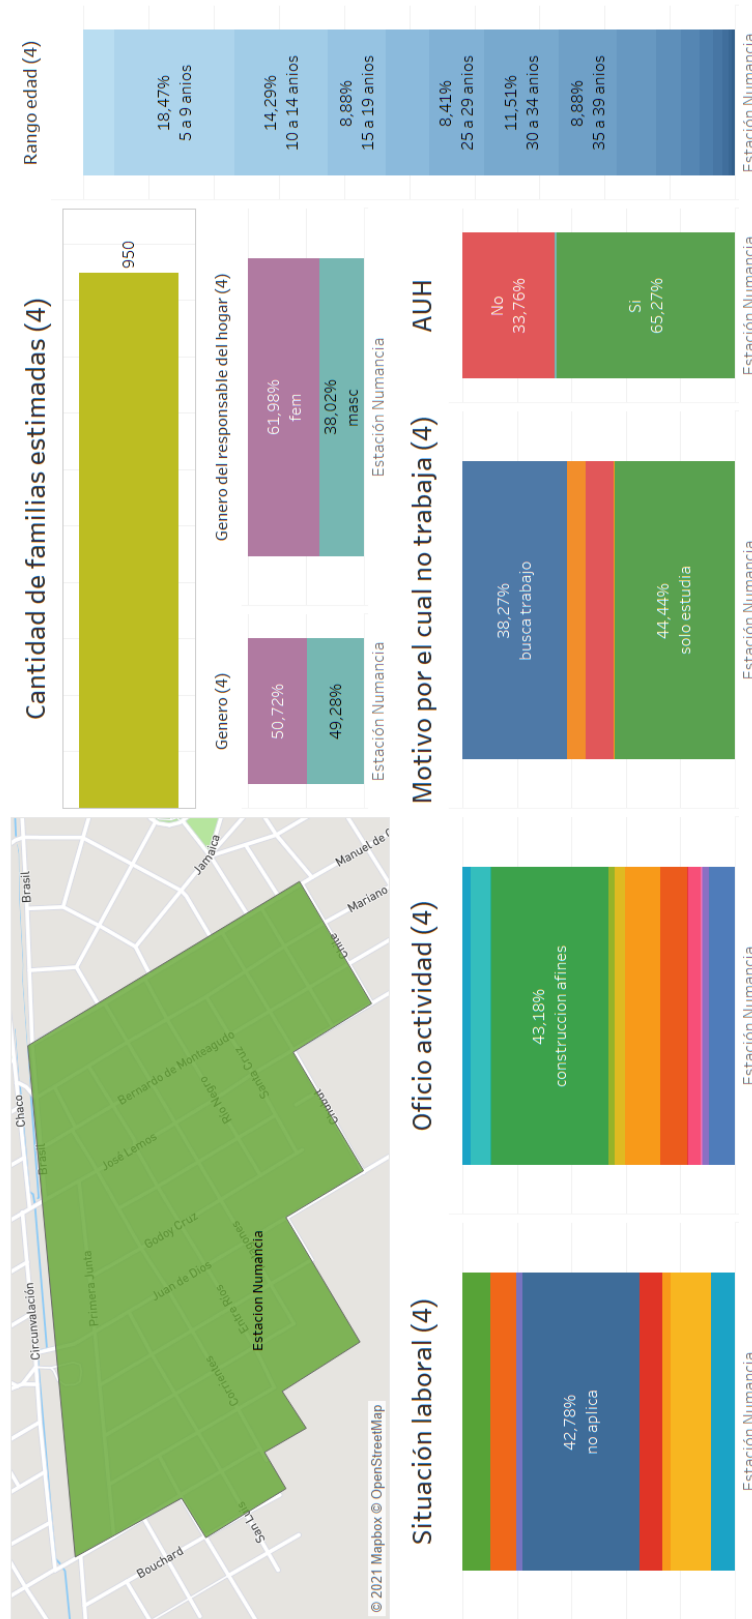 Brasil
Jamaica
Manuel de
Mariano
Chile
Chaco
Brasil
Bernardo de Monteagudo
Santa Cruz
Río Negro
Chubut
José Lemos
Godoy Cruz
Circunvalación
Primera Junta
Juan de Dios
Entre Ríos
Estacion Numancia
Corrientes
San Luis
Bouchard
© 2021 Mapbox © OpenStreetMap
Cantidad de familias estimadas (4)
950
Genero (4)
50,72%
49,28%
Estación Numancia
Genero del responsable del hogar (4)
61,98%
fem
38,02%
masc
Estación Numancia
Rango edad (4)
18,47%
5 a 9 anios
14,29%
10 a 14 anios
8,88%
15 a 19 anios
8,41%
25 a 29 anios
11,51%
30 a 34 anios
8,88%
35 a 39 anios
Estación Numancia
Situación laboral (4)
42,78%
no aplica
Estación Numancia
Oficio actividad (4)
43,18%
construccion afines
Estación Numancia
Motivo por el cual no trabaja (4)
38,27%
busca trabajo
44,44%
solo estudia
Estación Numancia
AUH
No
33,76%
Si
65,27%
Estación Numancia